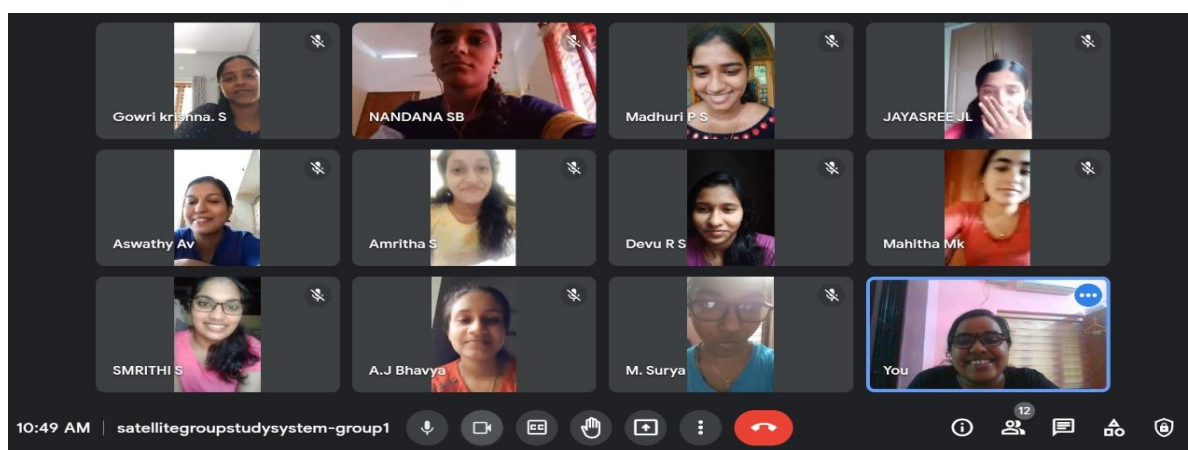 Gowri krishna. S
NANDANA SB
Madhuri P S
JAYASREE JL
Aswathy Av
Amritha S
Devu R S
Mahitha Mk
SMRITHI S
A.J Bhavya
M. Surya
You
10:49 AM | satellitegroupstudysystem-group1
CC
12